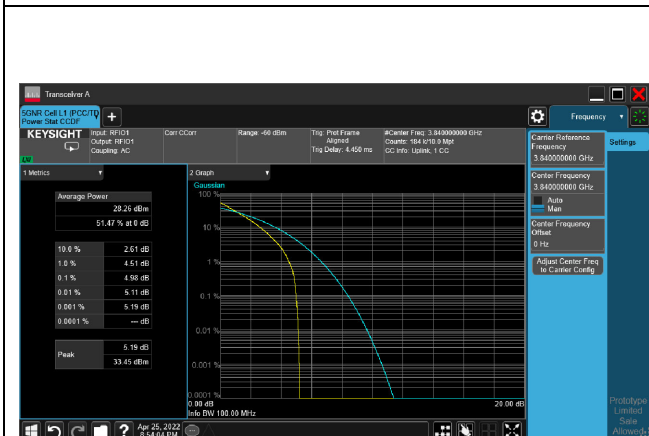 Transceiver A
5GNR Cell L1 (PCC/TD)
Power Stat CCDF
+
Frequency
KEYSIGHT
Input: RFIO1
Output: RFIO1
Coupling: AC
Corr CCorr
Range: -60 dBm
Trig: Prot Frame
Aligned
Trig Delay: 4.450 ms
#Center Freq: 3.840000000 GHz
Counts: 184 k/10.0 Mpt
CC Info: Uplink, 1 CC
LXI
1 Metrics
Average Power
28.26 dBm
51.47 % at 0 dB
10.0 % 2.61 dB
1.0 % 4.51 dB
0.1 % 4.98 dB
0.01 % 5.11 dB
0.001 % 5.19 dB
0.0001 % --- dB
Peak
5.19 dB
33.45 dBm
2 Graph
Gaussian
100 %
10 %
1 %
0.1 %
0.01 %
0.001 %
0.0001 %
0.00 dB 20.00 dB
Info BW 100.00 MHz
Carrier Reference
Frequency
3.840000000 GHz
Center Frequency
3.840000000 GHz
Auto
Man
Center Frequency
Offset
0 Hz
Adjust Center Freq
to Carrier Config
Settings
Prototype
Limited
Sale
Allowed
?
Apr 25, 2022
8:54:04 PM